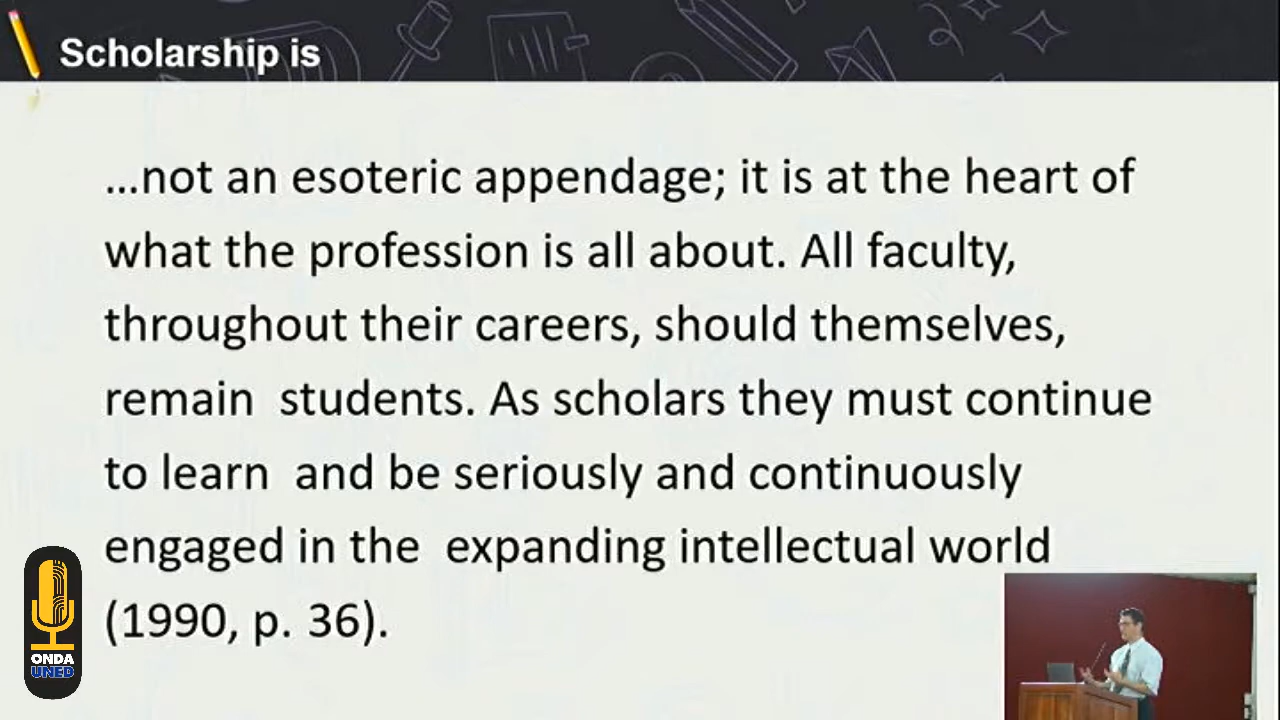 Scholarship is
...not an esoteric appendage; it is at the heart of
what the profession is all about. All faculty,
throughout their careers, should themselves,
remain  students. As scholars they must continue
to learn  and be seriously and continuously
engaged in the  expanding intellectual world
(1990, p. 36).
ONDA
UNED